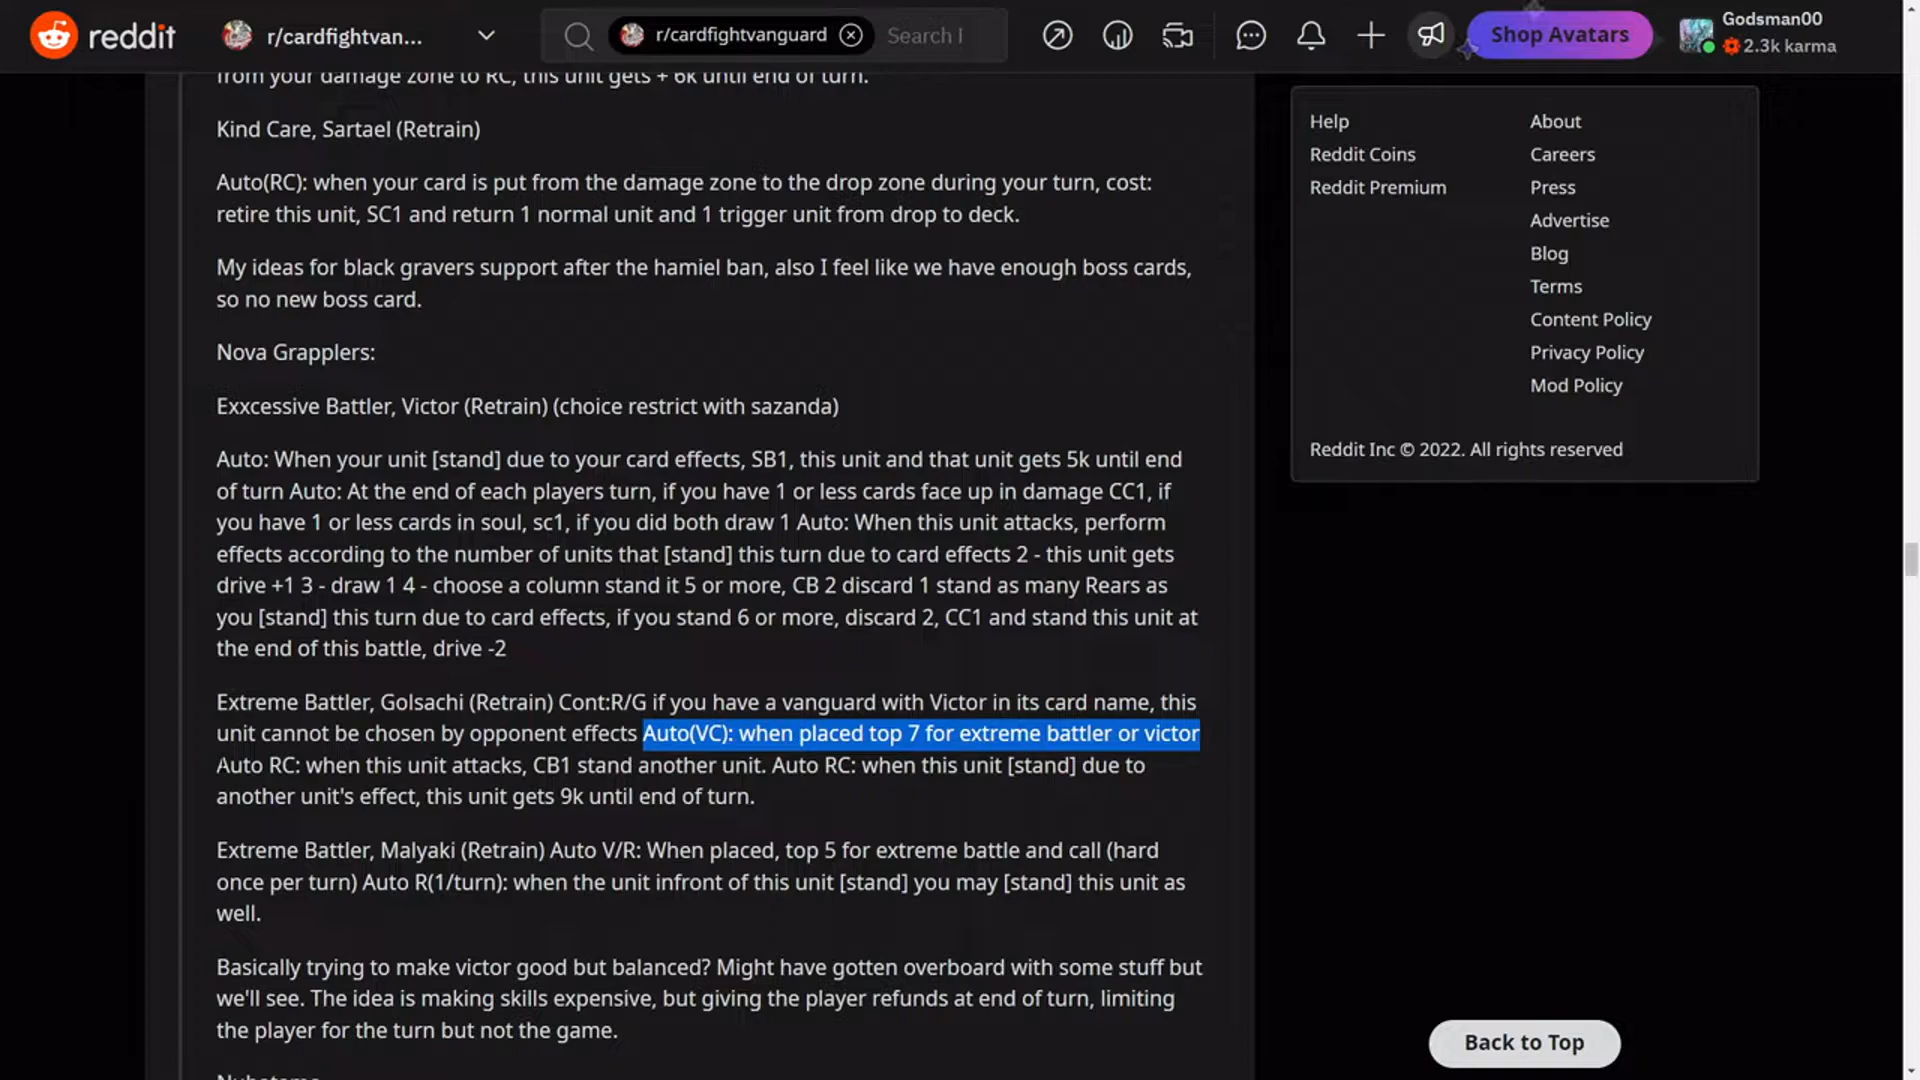 reddit
r/cardfightvan...
r/cardfightvanguard
Search l
Shop Avatars
Godsman00
2.3k karma
from your damage zone to RC, this unit gets + 6k until end of turn.
Kind Care, Sartael (Retrain)
Auto(RC): when your card is put from the damage zone to the drop zone during your turn, cost:
retire this unit, SC1 and return 1 normal unit and 1 trigger unit from drop to deck.
My ideas for black gravers support after the hamiel ban, also I feel like we have enough boss cards,
so no new boss card.
Nova Grapplers:
Exxcessive Battler, Victor (Retrain) (choice restrict with sazanda)
Auto: When your unit [stand] due to your card effects, SB1, this unit and that unit gets 5k until end
of turn Auto: At the end of each players turn, if you have 1 or less cards face up in damage CC1, if
you have 1 or less cards in soul, sc1, if you did both draw 1 Auto: When this unit attacks, perform
effects according to the number of units that [stand] this turn due to card effects 2 - this unit gets
drive +1 3 - draw 1 4 - choose a column stand it 5 or more, CB 2 discard 1 stand as many Rears as
you [stand] this turn due to card effects, if you stand 6 or more, discard 2, CC1 and stand this unit at
the end of this battle, drive -2
Extreme Battler, Golsachi (Retrain) Cont:R/G if you have a vanguard with Victor in its card name, this
unit cannot be chosen by opponent effects Auto(VC): when placed top 7 for extreme battler or victor
Auto RC: when this unit attacks, CB1 stand another unit. Auto RC: when this unit [stand] due to
another unit's effect, this unit gets 9k until end of turn.
Extreme Battler, Malyaki (Retrain) Auto V/R: When placed, top 5 for extreme battle and call (hard
once per turn) Auto R(1/turn): when the unit infront of this unit [stand] you may [stand] this unit as
well.
Basically trying to make victor good but balanced? Might have gotten overboard with some stuff but
we'll see. The idea is making skills expensive, but giving the player refunds at end of turn, limiting
the player for the turn but not the game.
Help
Reddit Coins
Reddit Premium
About
Careers
Press
Advertise
Blog
Terms
Content Policy
Privacy Policy
Mod Policy
Reddit Inc © 2022. All rights reserved
Back to Top